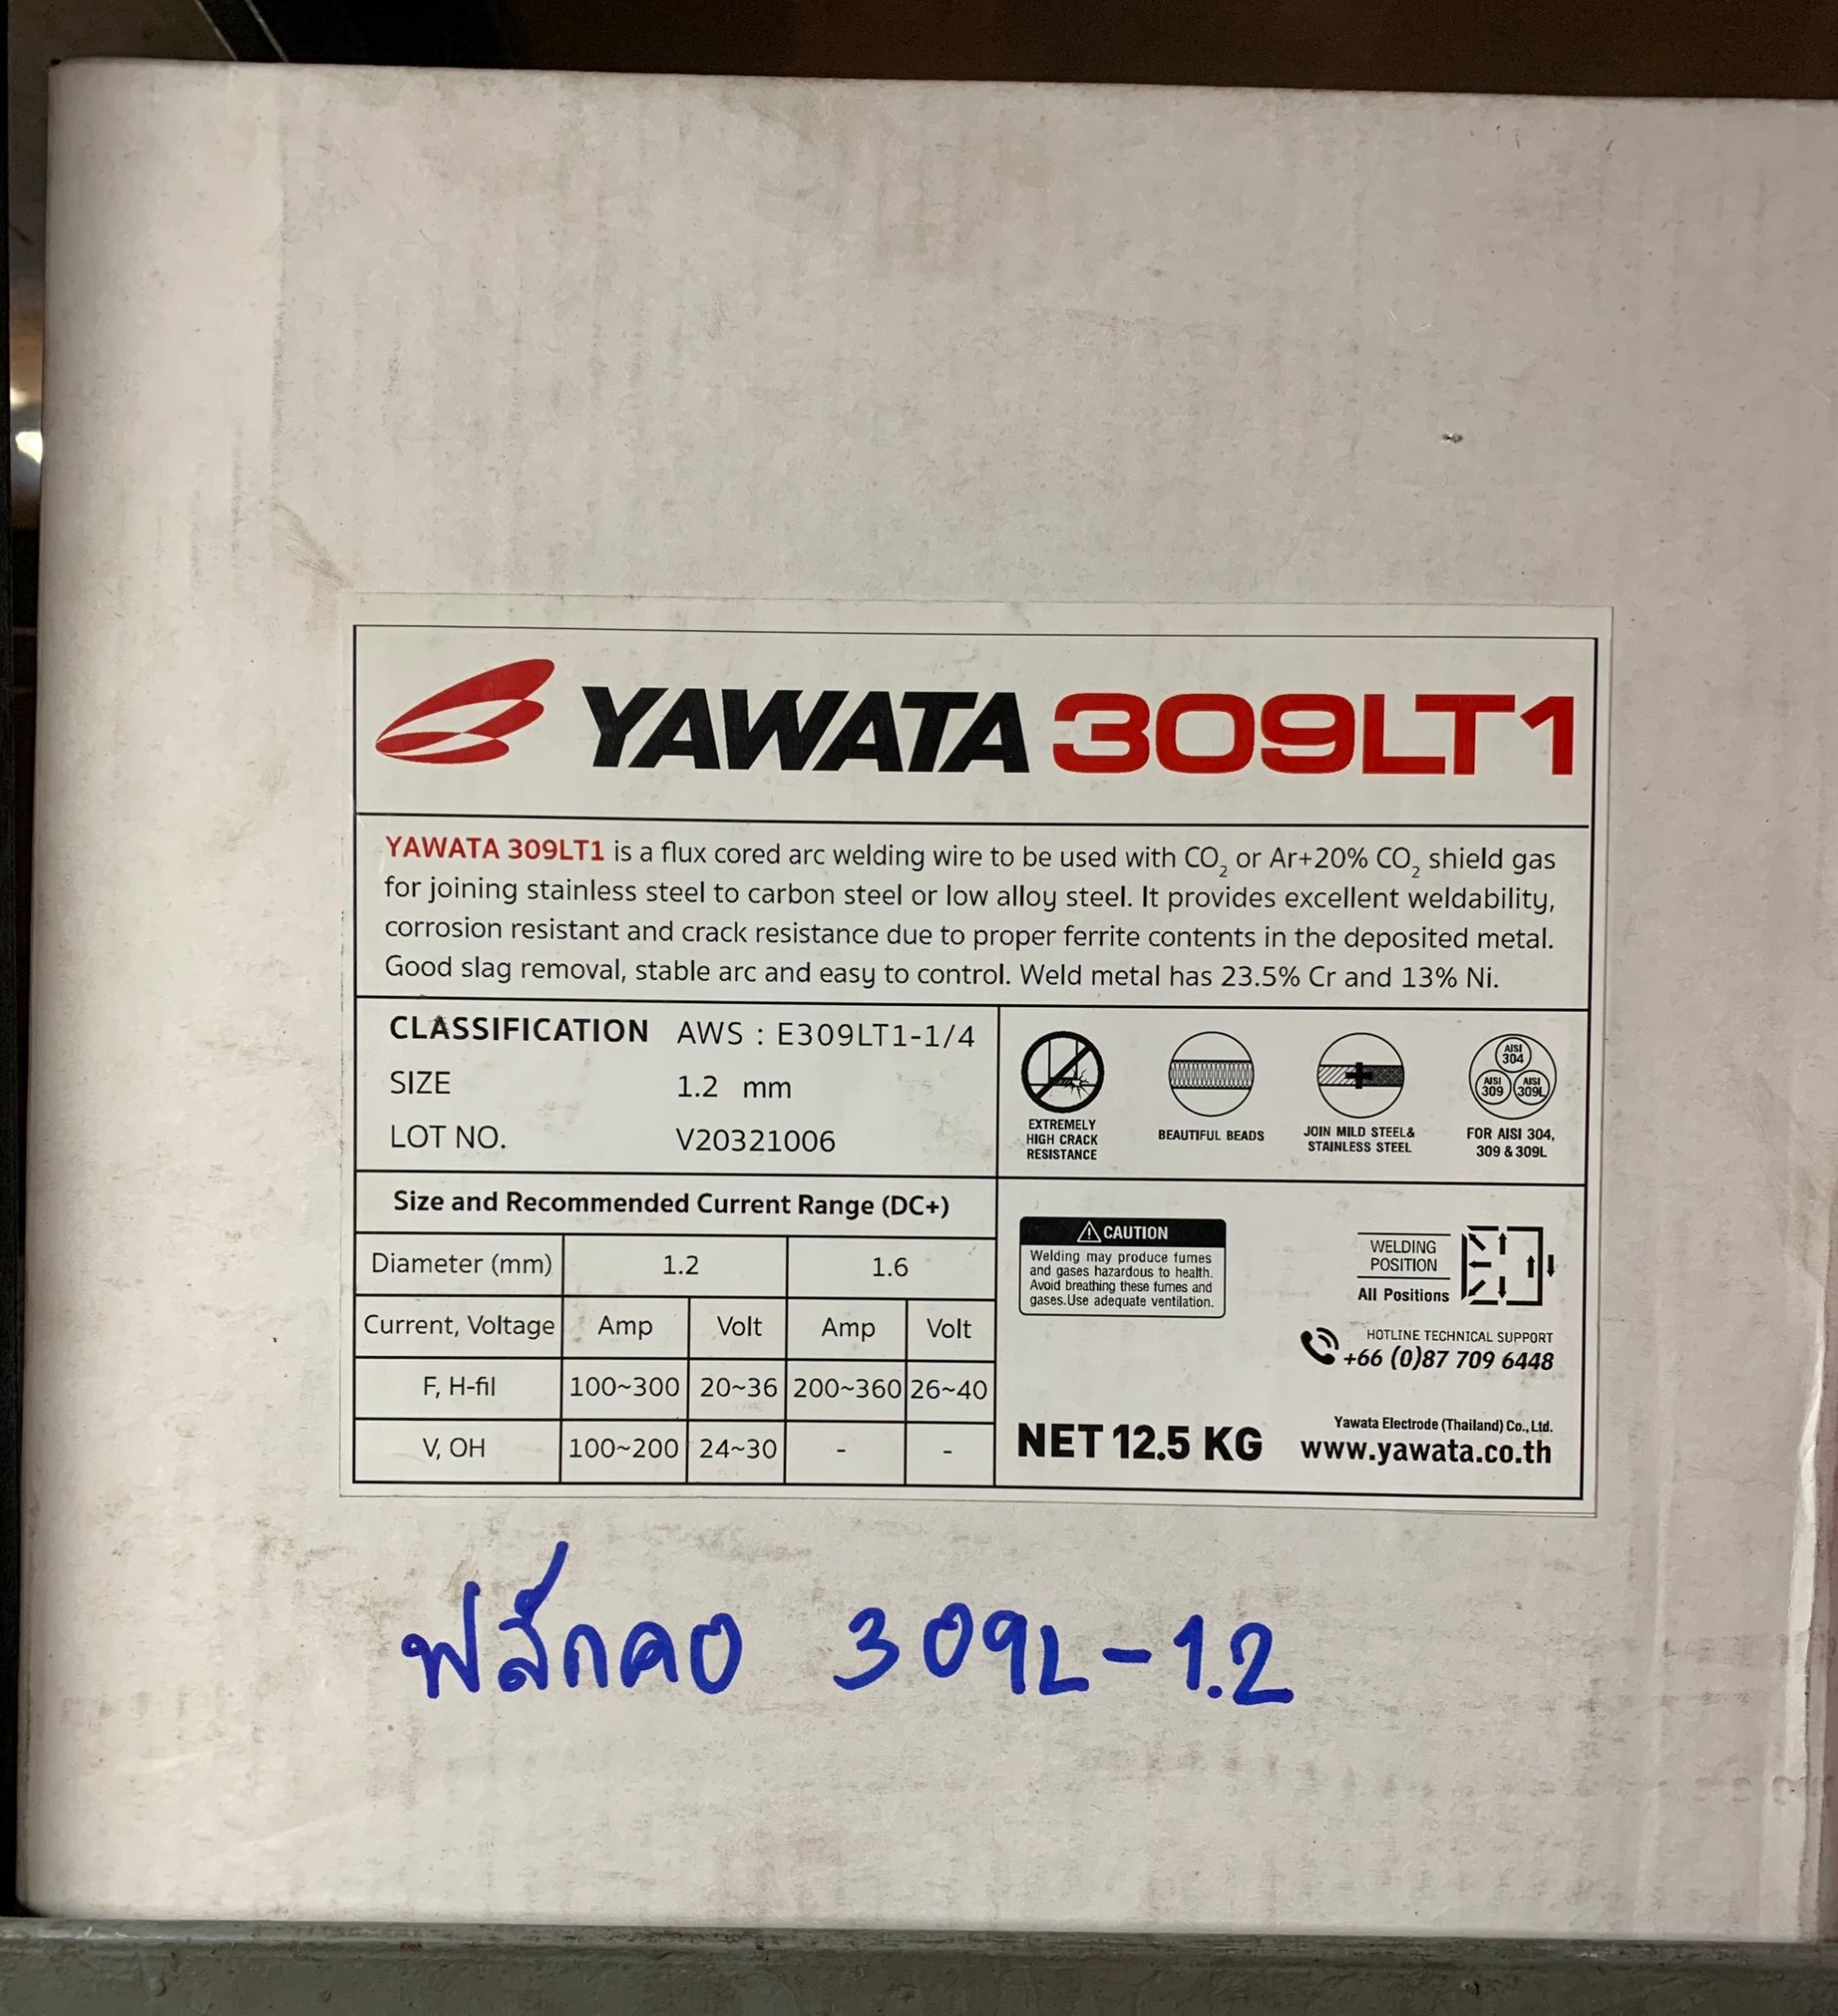 YAWATA 309LT1
YAWATA 309LT1 is a flux cored arc welding wire to be used with CO₂ or Ar+20% CO₂ shield gas
for joining stainless steel to carbon steel or low alloy steel. It provides excellent weldability,
corrosion resistant and crack resistance due to proper ferrite contents in the deposited metal.
Good slag removal, stable arc and easy to control. Weld metal has 23.5% Cr and 13% Ni.
CLASSIFICATION AWS : E309LT1-1/4
SIZE 1.2 mm
LOT NO. V20321006
EXTREMELY
HIGH CRACK
RESISTANCE
BEAUTIFUL BEADS
JOIN MILD STEEL&
STAINLESS STEEL
AISI
304
AISI
309
AISI
309L
FOR AISI 304,
309 & 309L
Size and Recommended Current Range (DC+)
Diameter (mm) 1.2 1.6
Current, Voltage Amp Volt Amp Volt
F, H-fil 100~300 20~36 200~360 26~40
V, OH 100~200 24~30 - -
CAUTION
Welding may produce fumes
and gases hazardous to health.
Avoid breathing these fumes and
gases.Use adequate ventilation.
WELDING
POSITION
All Positions
HOTLINE TECHNICAL SUPPORT
+66 (0)87 709 6448
NET 12.5 KG
Yawata Electrode (Thailand) Co., Ltd.
www.yawata.co.th
ฟลั๊กคอ 309L-1.2